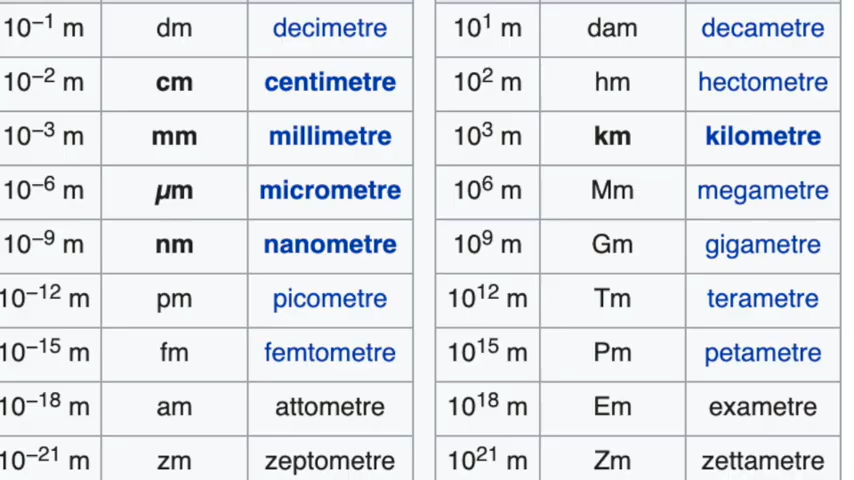 10⁻¹ m dm decimetre 10¹ m dam decametre
10⁻² m cm centimetre 10² m hm hectometre
10⁻³ m mm millimetre 10³ m km kilometre
10⁻⁶ m μm micrometre 10⁶ m Mm megametre
10⁻⁹ m nm nanometre 10⁹ m Gm gigametre
10⁻¹² m pm picometre 10¹² m Tm terametre
10⁻¹⁵ m fm femtometre 10¹⁵ m Pm petametre
10⁻¹⁸ m am attometre 10¹⁸ m Em exametre
10⁻²¹ m zm zeptometre 10²¹ m Zm zettametre